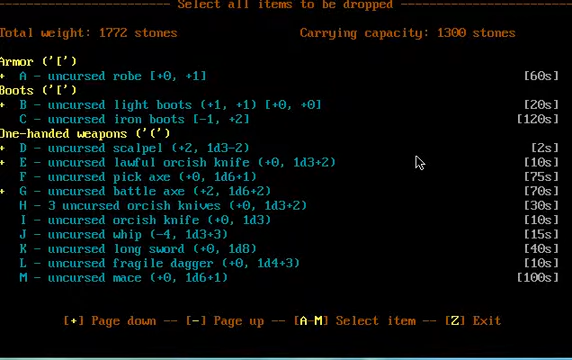 Select all items to be dropped
Total weight: 1772 stones Carrying capacity: 1300 stones
Armor ('[')
+ A - uncursed robe [+0, +1] [60s]
Boots ('[')
+ B - uncursed light boots (+1, +1) [+0, +0] [20s]
C - uncursed iron boots [-1, +2] [120s]
One-handed weapons ('(')
+ D - uncursed scalpel (+2, 1d3-2) [2s]
+ E - uncursed lawful orcish knife (+0, 1d3+2) [10s]
F - uncursed pick axe (+0, 1d6+1) [75s]
+ G - uncursed battle axe (+2, 1d6+2) [70s]
H - 3 uncursed orcish knives (+0, 1d3+2) [30s]
I - uncursed orcish knife (+0, 1d3) [10s]
J - uncursed whip (-4, 1d3+3) [15s]
K - uncursed long sword (+0, 1d8) [40s]
L - uncursed fragile dagger (+0, 1d4+3) [10s]
M - uncursed mace (+0, 1d6+1) [100s]
[+] Page down -- [-] Page up -- [A-M] Select item -- [Z] Exit